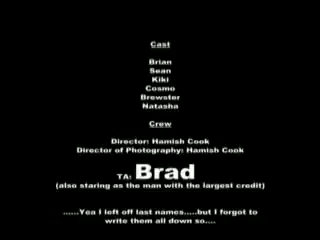 Cast
Brian
Sean
Kiki
Cosmo
Brewster
Natasha
Crew
Director: Hamish Cook
Director of Photography: Hamish Cook
TA: Brad
(also staring as the man with the largest credit)
......Yea I left off last names.....but I forgot to
write them all down so....